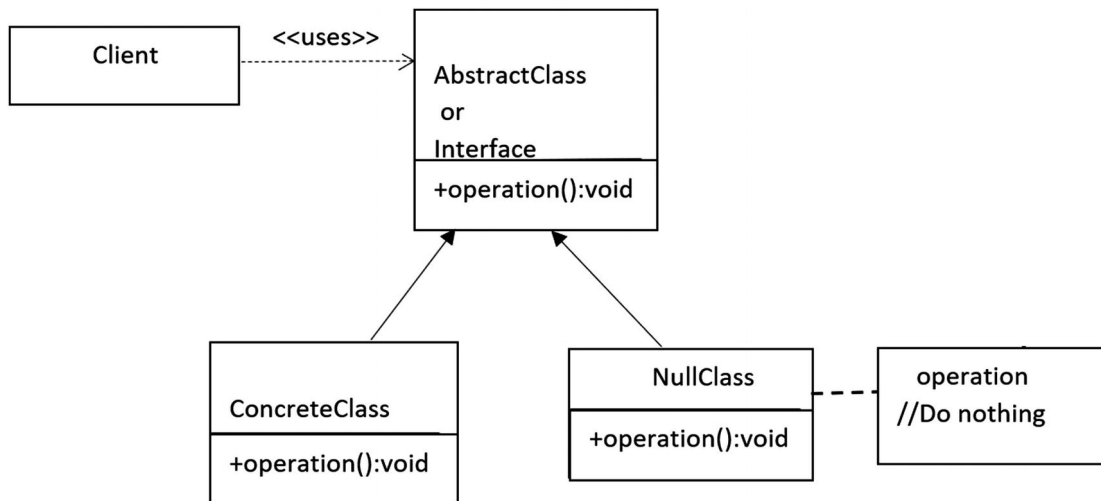 Client
<<uses>>
AbstractClass
or
Interface
+operation():void
ConcreteClass
+operation():void
NullClass
+operation():void
operation
//Do nothing